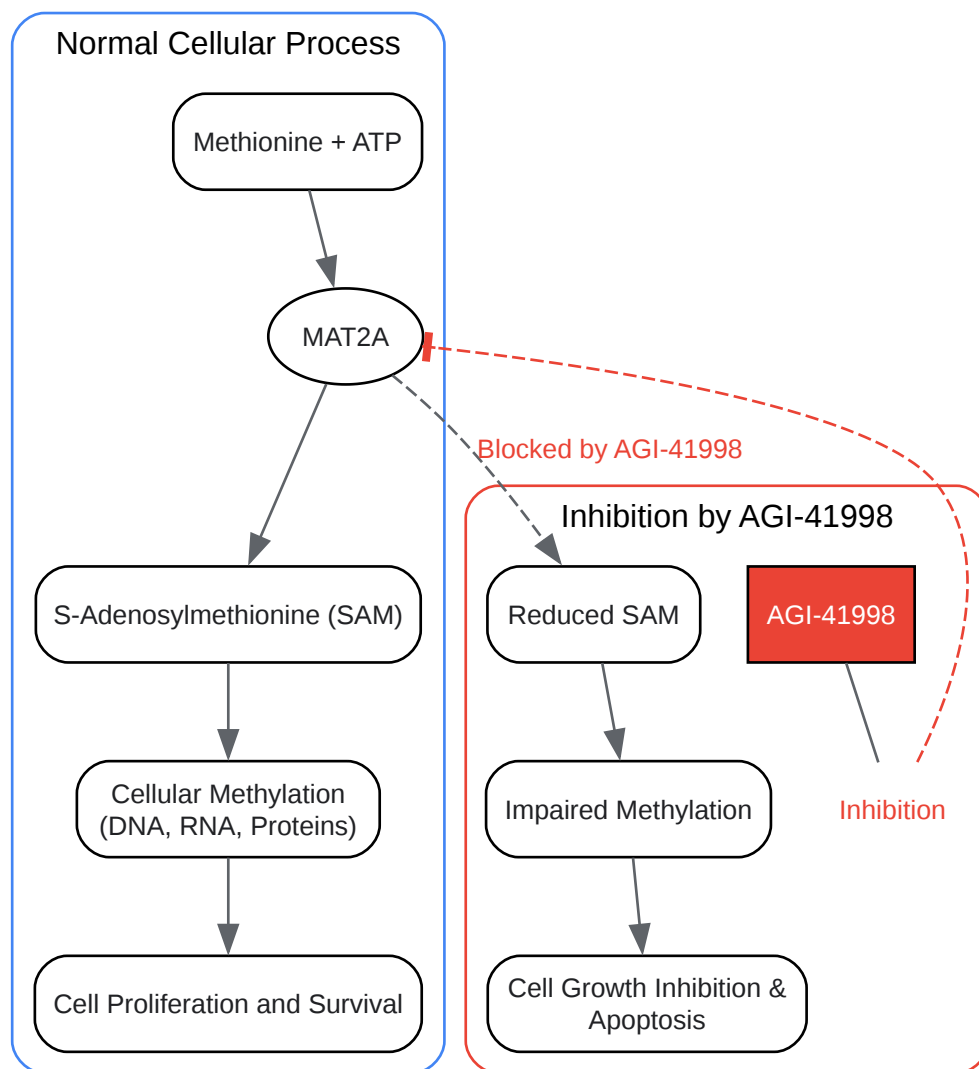 Normal Cellular Process
Methionine + ATP
MAT2A
Blocked by AGI-41998
Inhibition by AGI-41998
S-Adenosylmethionine (SAM)
Reduced SAM
AGI-41998
Cellular Methylation
(DNA, RNA, Proteins)
Impaired Methylation
Inhibition
Cell Proliferation and Survival
Cell Growth Inhibition &
Apoptosis